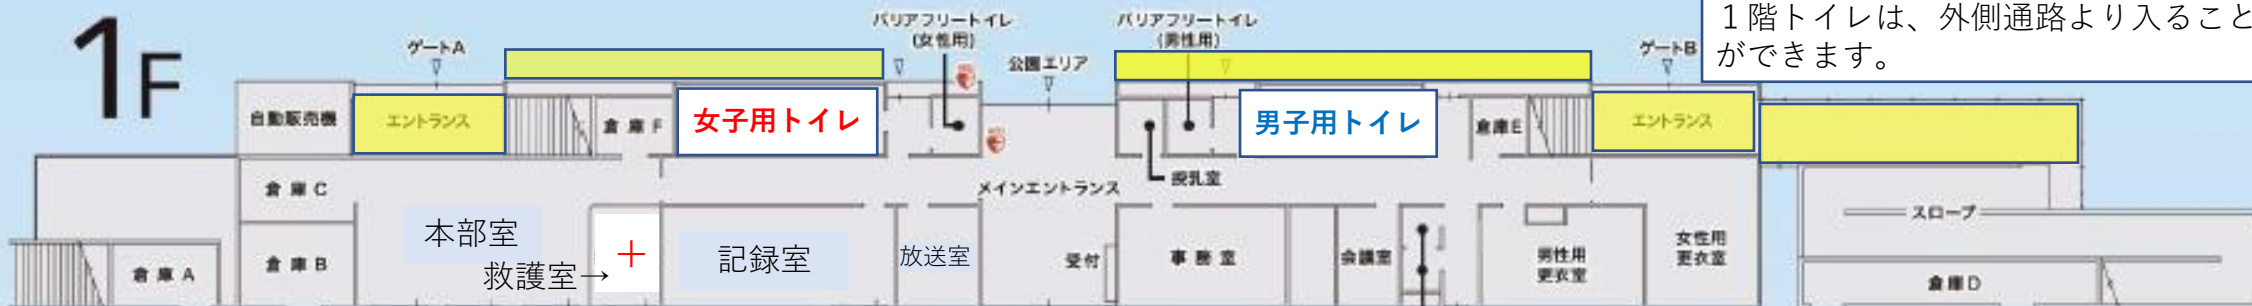 1F
ゲートA
バリアフリートイレ
(女性用)
公園エリア
バリアフリートイレ
(男性用)
ゲートB
１階トイレは、外側通路より入ること
ができます。
自動販売機
エントランス
倉庫F
女子用トイレ
男子用トイレ
倉庫E
エントランス
倉庫C
メインエントランス
授乳室
スロープ
本部室
救護室→
＋
記録室
放送室
受付
事務室
会議室
男性用
更衣室
女性用
更衣室
倉庫A
倉庫B
倉庫D